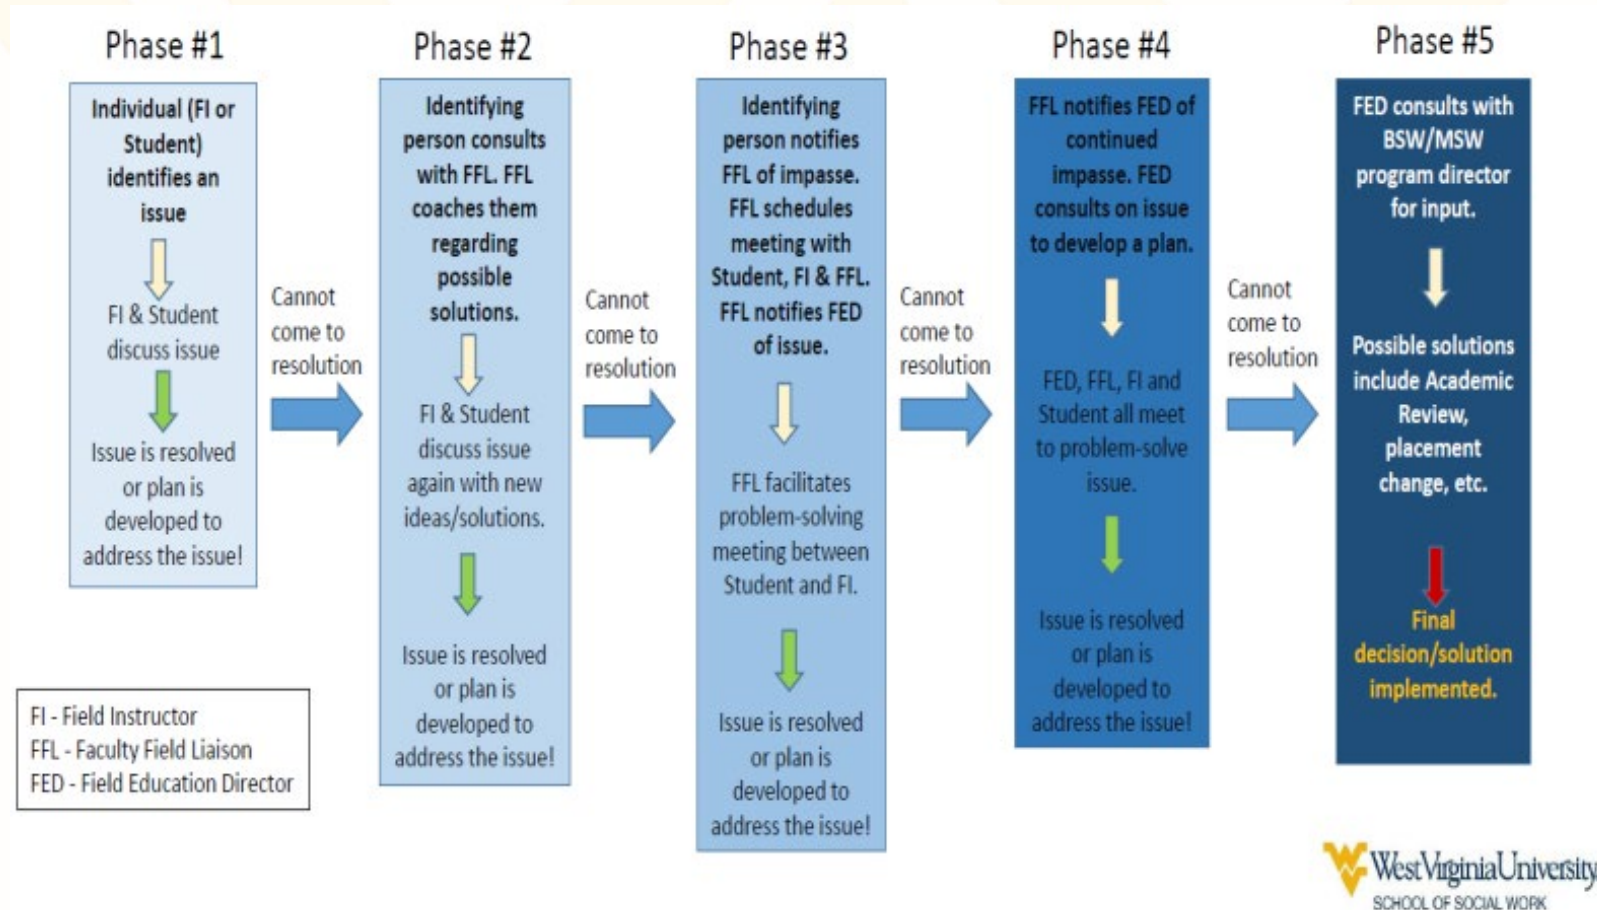 Phase #1
Individual (FI or
Student)
identifies an
issue
FI & Student
discuss issue
Issue is resolved
or plan is
developed to
address the issue!
Cannot
come to
resolution
Phase #2
Identifying
person consults
with FFL. FFL
coaches them
regarding
possible
solutions.
FI & Student
discuss issue
again with new
ideas/solutions.
Issue is resolved
or plan is
developed to
address the issue!
Cannot
come to
resolution
Phase #3
Identifying
person notifies
FFL of impasse.
FFL schedules
meeting with
Student, FI & FFL.
FFL notifies FED
of issue.
FFL facilitates
problem-solving
meeting between
Student and FI.
Issue is resolved
or plan is
developed to
address the issue!
Cannot
come to
resolution
Phase #4
FFL notifies FED of
continued
impasse. FED
consults on issue
to develop a plan.
FED, FFL, FI and
Student all meet
to problem-solve
issue.
Issue is resolved
or plan is
developed to
address the issue!
Cannot
come to
resolution
Phase #5
FED consults with
BSW/MSW
program director
for input.
Possible solutions
include Academic
Review,
placement
change, etc.
Final
decision/solution
implemented.
FI - Field Instructor
FFL - Faculty Field Liaison
FED - Field Education Director
WestVirginiaUniversity
SCHOOL OF SOCIAL WORK